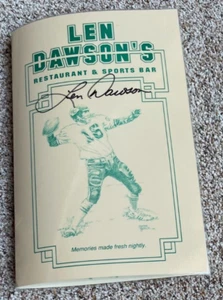 LEN
DAWSON'S
RESTAURANT & SPORTS BAR
Len Dawson
16
Memories made fresh nightly.